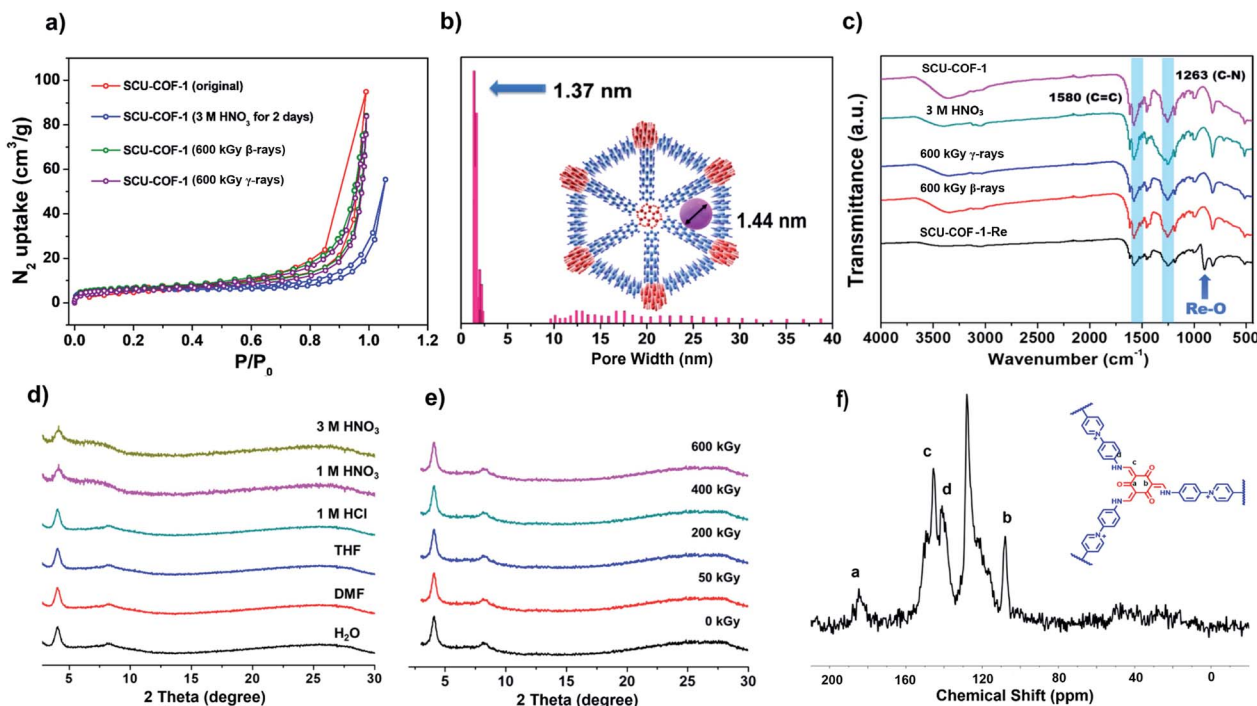 a)
N₂ uptake (cm³/g)
100
80
60
40
20
0
SCU-COF-1 (original)
SCU-COF-1 (3 M HNO₃ for 2 days)
SCU-COF-1 (600 kGy β-rays)
SCU-COF-1 (600 kGy γ-rays)
0.0 0.2 0.4 0.6 0.8 1.0 1.2
P/P₀
b)
1.37 nm
1.44 nm
0 5 10 15 20 25 30 35 40
Pore Width (nm)
c)
Transmittance (a.u.)
SCU-COF-1
1263 (C-N)
1580 (C=C)
3 M HNO₃
600 kGy γ-rays
600 kGy β-rays
SCU-COF-1-Re
Re-O
4000 3500 3000 2500 2000 1500 1000 500
Wavenumber (cm⁻¹)
d)
3 M HNO₃
1 M HNO₃
1 M HCl
THF
DMF
H₂O
5 10 15 20 25 30
2 Theta (degree)
e)
600 kGy
400 kGy
200 kGy
50 kGy
0 kGy
5 10 15 20 25 30
2 Theta (degree)
f)
a
c
d
b
N+
d
c
NH
O
O
a b
O
HN
N+
NH
N+
200 160 120 80 40 0
Chemical Shift (ppm)